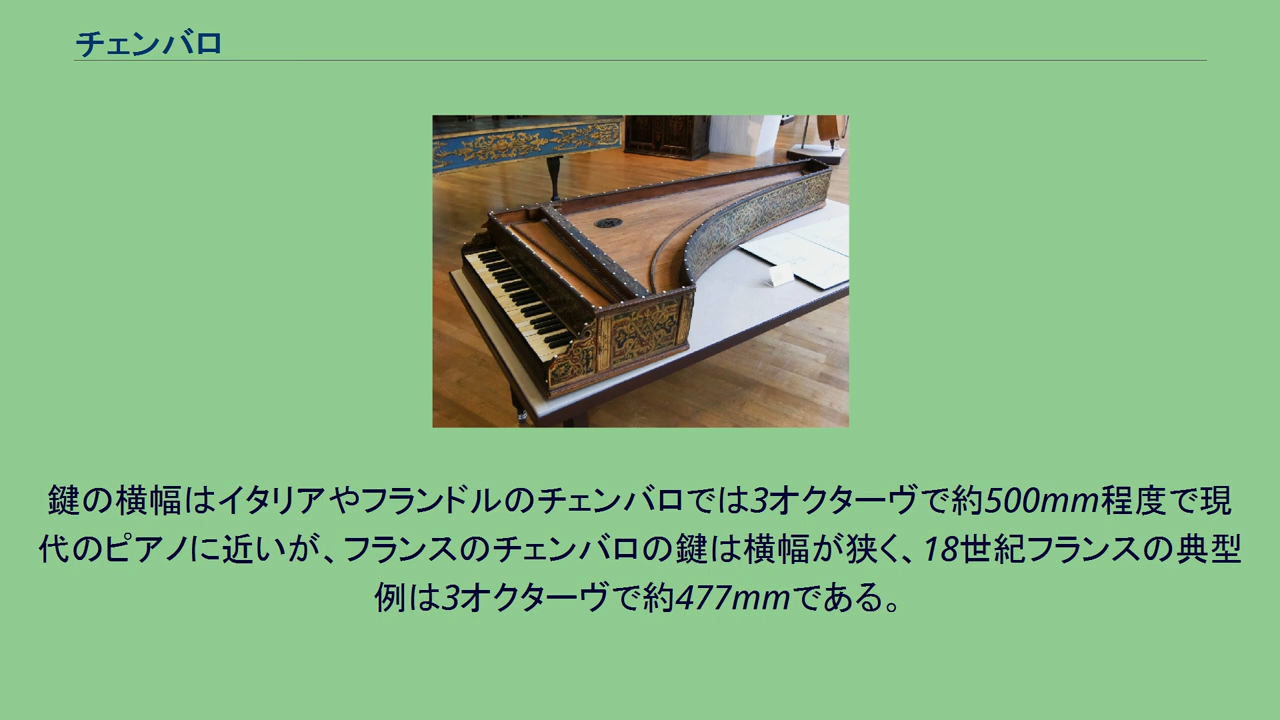 チェンバロ
鍵の横幅はイタリアやフランドルのチェンバロでは3オクターヴで約500mm程度で現
代のピアノに近いが、フランスのチェンバロの鍵は横幅が狭く、18世紀フランスの典型
例は3オクターヴで約477mmである。